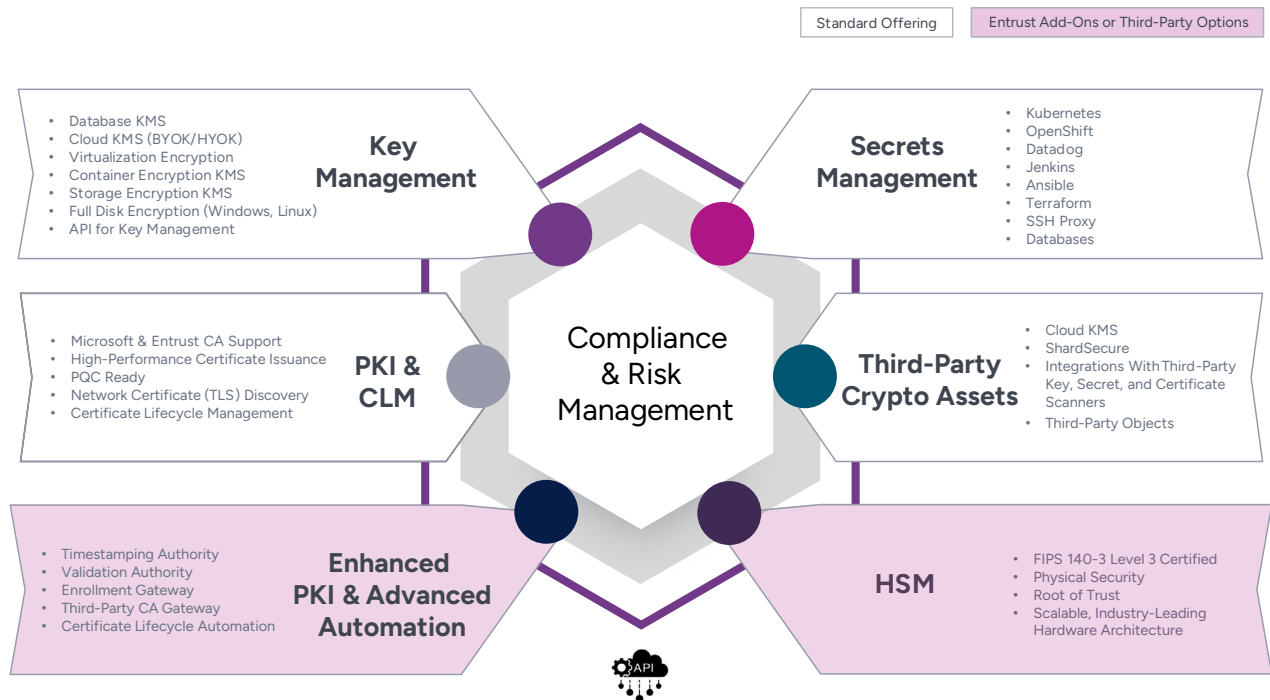 Standard Offering
Entrust Add-Ons or Third-Party Options
• Database KMS
• Cloud KMS (BYOK/HYOK)
• Virtualization Encryption
• Container Encryption KMS
• Storage Encryption KMS
• Full Disk Encryption (Windows, Linux)
• API for Key Management
Key
Management
Secrets
Management
• Kubernetes
• OpenShift
• Datadog
• Jenkins
• Ansible
• Terraform
• SSH Proxy
• Databases
• Microsoft & Entrust CA Support
• High-Performance Certificate Issuance
• PQC Ready
• Network Certificate (TLS) Discovery
• Certificate Lifecycle Management
PKI &
CLM
Compliance
& Risk
Management
Third-Party
Crypto Assets
• Cloud KMS
• ShardSecure
• Integrations With Third-Party
Key, Secret, and Certificate
Scanners
• Third-Party Objects
• Timestamping Authority
• Validation Authority
• Enrollment Gateway
• Third-Party CA Gateway
• Certificate Lifecycle Automation
Enhanced
PKI & Advanced
Automation
HSM
• FIPS 140-3 Level 3 Certified
• Physical Security
• Root of Trust
• Scalable, Industry-Leading
Hardware Architecture
API